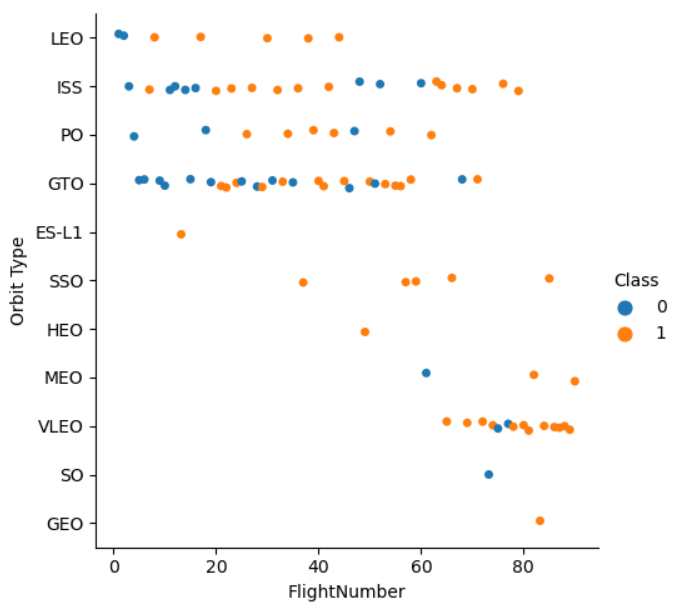 Orbit Type
LEO
ISS
PO
GTO
ES-L1
SSO
HEO
MEO
VLEO
SO
GEO
0
20
40
60
80
FlightNumber
Class
0
1